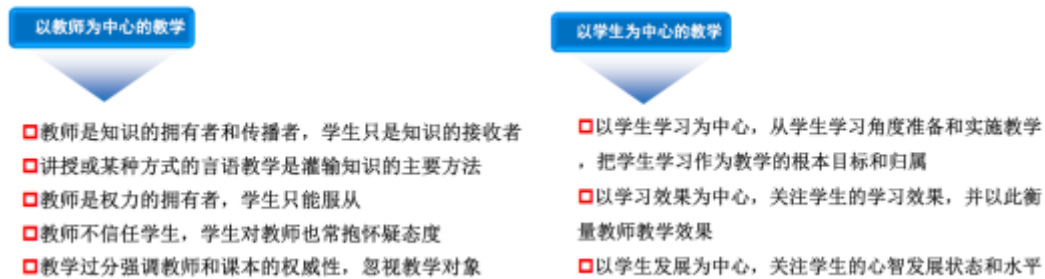 以教师为中心的教学
教师是知识的拥有者和传播者，学生只是知识的接收者
讲授或某种方式的言语教学是灌输知识的主要方法
教师是权力的拥有者，学生只能服从
教师不信任学生，学生对教师也常抱怀疑态度
教学过分强调教师和课本的权威性，忽视教学对象
以学生为中心的教学
以学生学习为中心，从学生学习角度准备和实施教学
，把学生学习作为教学的根本目标和归属
以学习效果为中心，关注学生的学习效果，并以此衡
量教师教学效果
以学生发展为中心，关注学生的心智发展状态和水平